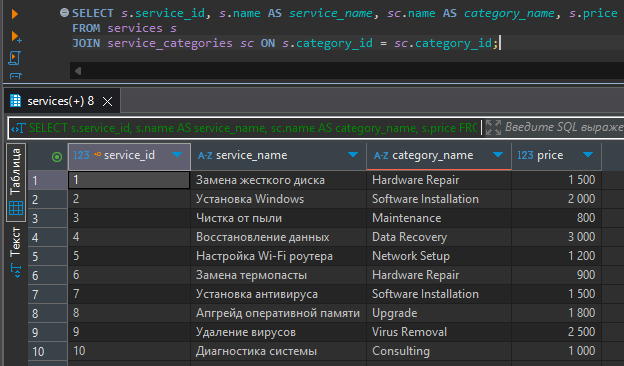 SELECT s.service_id, s.name AS service_name, sc.name AS category_name, s.price
FROM services s
JOIN service_categories sc ON s.category_id = sc.category_id;
services(+) 8
SELECT s.service_id, s.name AS service_name, sc.name AS category_name, s.price FRO
Введите SQL выраже
Таблица
Текст
123 service_id A-Z service_name A-Z category_name 123 price
1 1 Замена жесткого диска Hardware Repair 1 500
2 2 Установка Windows Software Installation 2 000
3 3 Чистка от пыли Maintenance 800
4 4 Восстановление данных Data Recovery 3 000
5 5 Настройка Wi-Fi роутера Network Setup 1 200
6 6 Замена термопасты Hardware Repair 900
7 7 Установка антивируса Software Installation 1 500
8 8 Апгрейд оперативной памяти Upgrade 1 800
9 9 Удаление вирусов Virus Removal 2 500
10 10 Диагностика системы Consulting 1 000